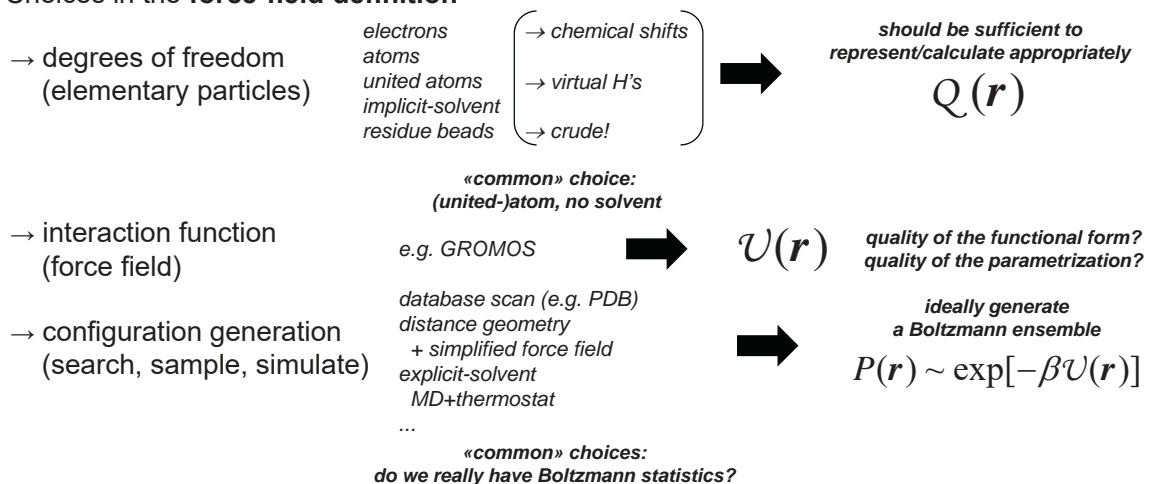 Choices in the force-field definition
→ degrees of freedom
(elementary particles)
electrons
atoms
united atoms
implicit-solvent
residue beads
→ chemical shifts
→ virtual H's
→ crude!
should be sufficient to
represent/calculate appropriately
Q(r)
«common» choice:
(united-)atom, no solvent
→ interaction function
(force field)
e.g. GROMOS
U(r)
quality of the functional form?
quality of the parametrization?
→ configuration generation
(search, sample, simulate)
database scan (e.g. PDB)
distance geometry
+ simplified force field
explicit-solvent
MD+thermostat
...
ideally generate
a Boltzmann ensemble
P(r) ~ exp[−βU(r)]
«common» choices:
do we really have Boltzmann statistics?